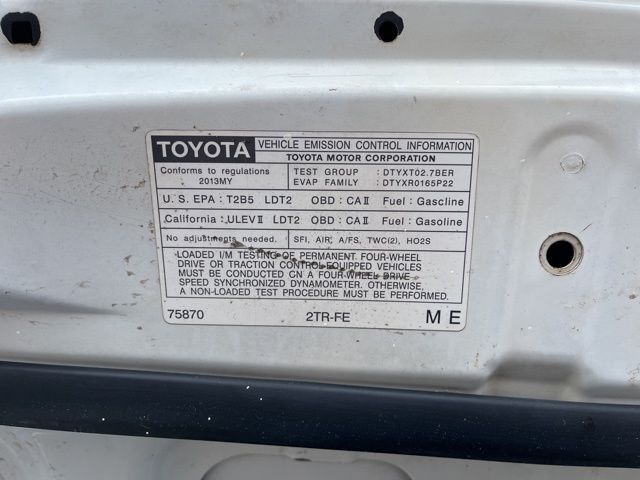 TOYOTA VEHICLE EMISSION CONTROL INFORMATION
TOYOTA MOTOR CORPORATION
Conforms to regulations
2013MY
TEST GROUP : DTYXT02.7BER
EVAP FAMILY : DTYXR0165P22
U. S. EPA : T2B5 LDT2 OBD : CAⅡ Fuel : Gasoline
California : ULEVⅡ LDT2 OBD : CAⅡ Fuel : Gasoline
No adjustments needed. SFI, AIR, A/FS, TWC(2), HO2S
LOADED I/M TESTING OF PERMANENT FOUR-WHEEL
DRIVE OR TRACTION CONTROL EQUIPPED VEHICLES
MUST BE CONDUCTED ON A FOUR-WHEEL DRIVE
SPEED SYNCHRONIZED DYNAMOMETER. OTHERWISE,
A NON-LOADED TEST PROCEDURE MUST BE PERFORMED.
75870 2TR-FE M E